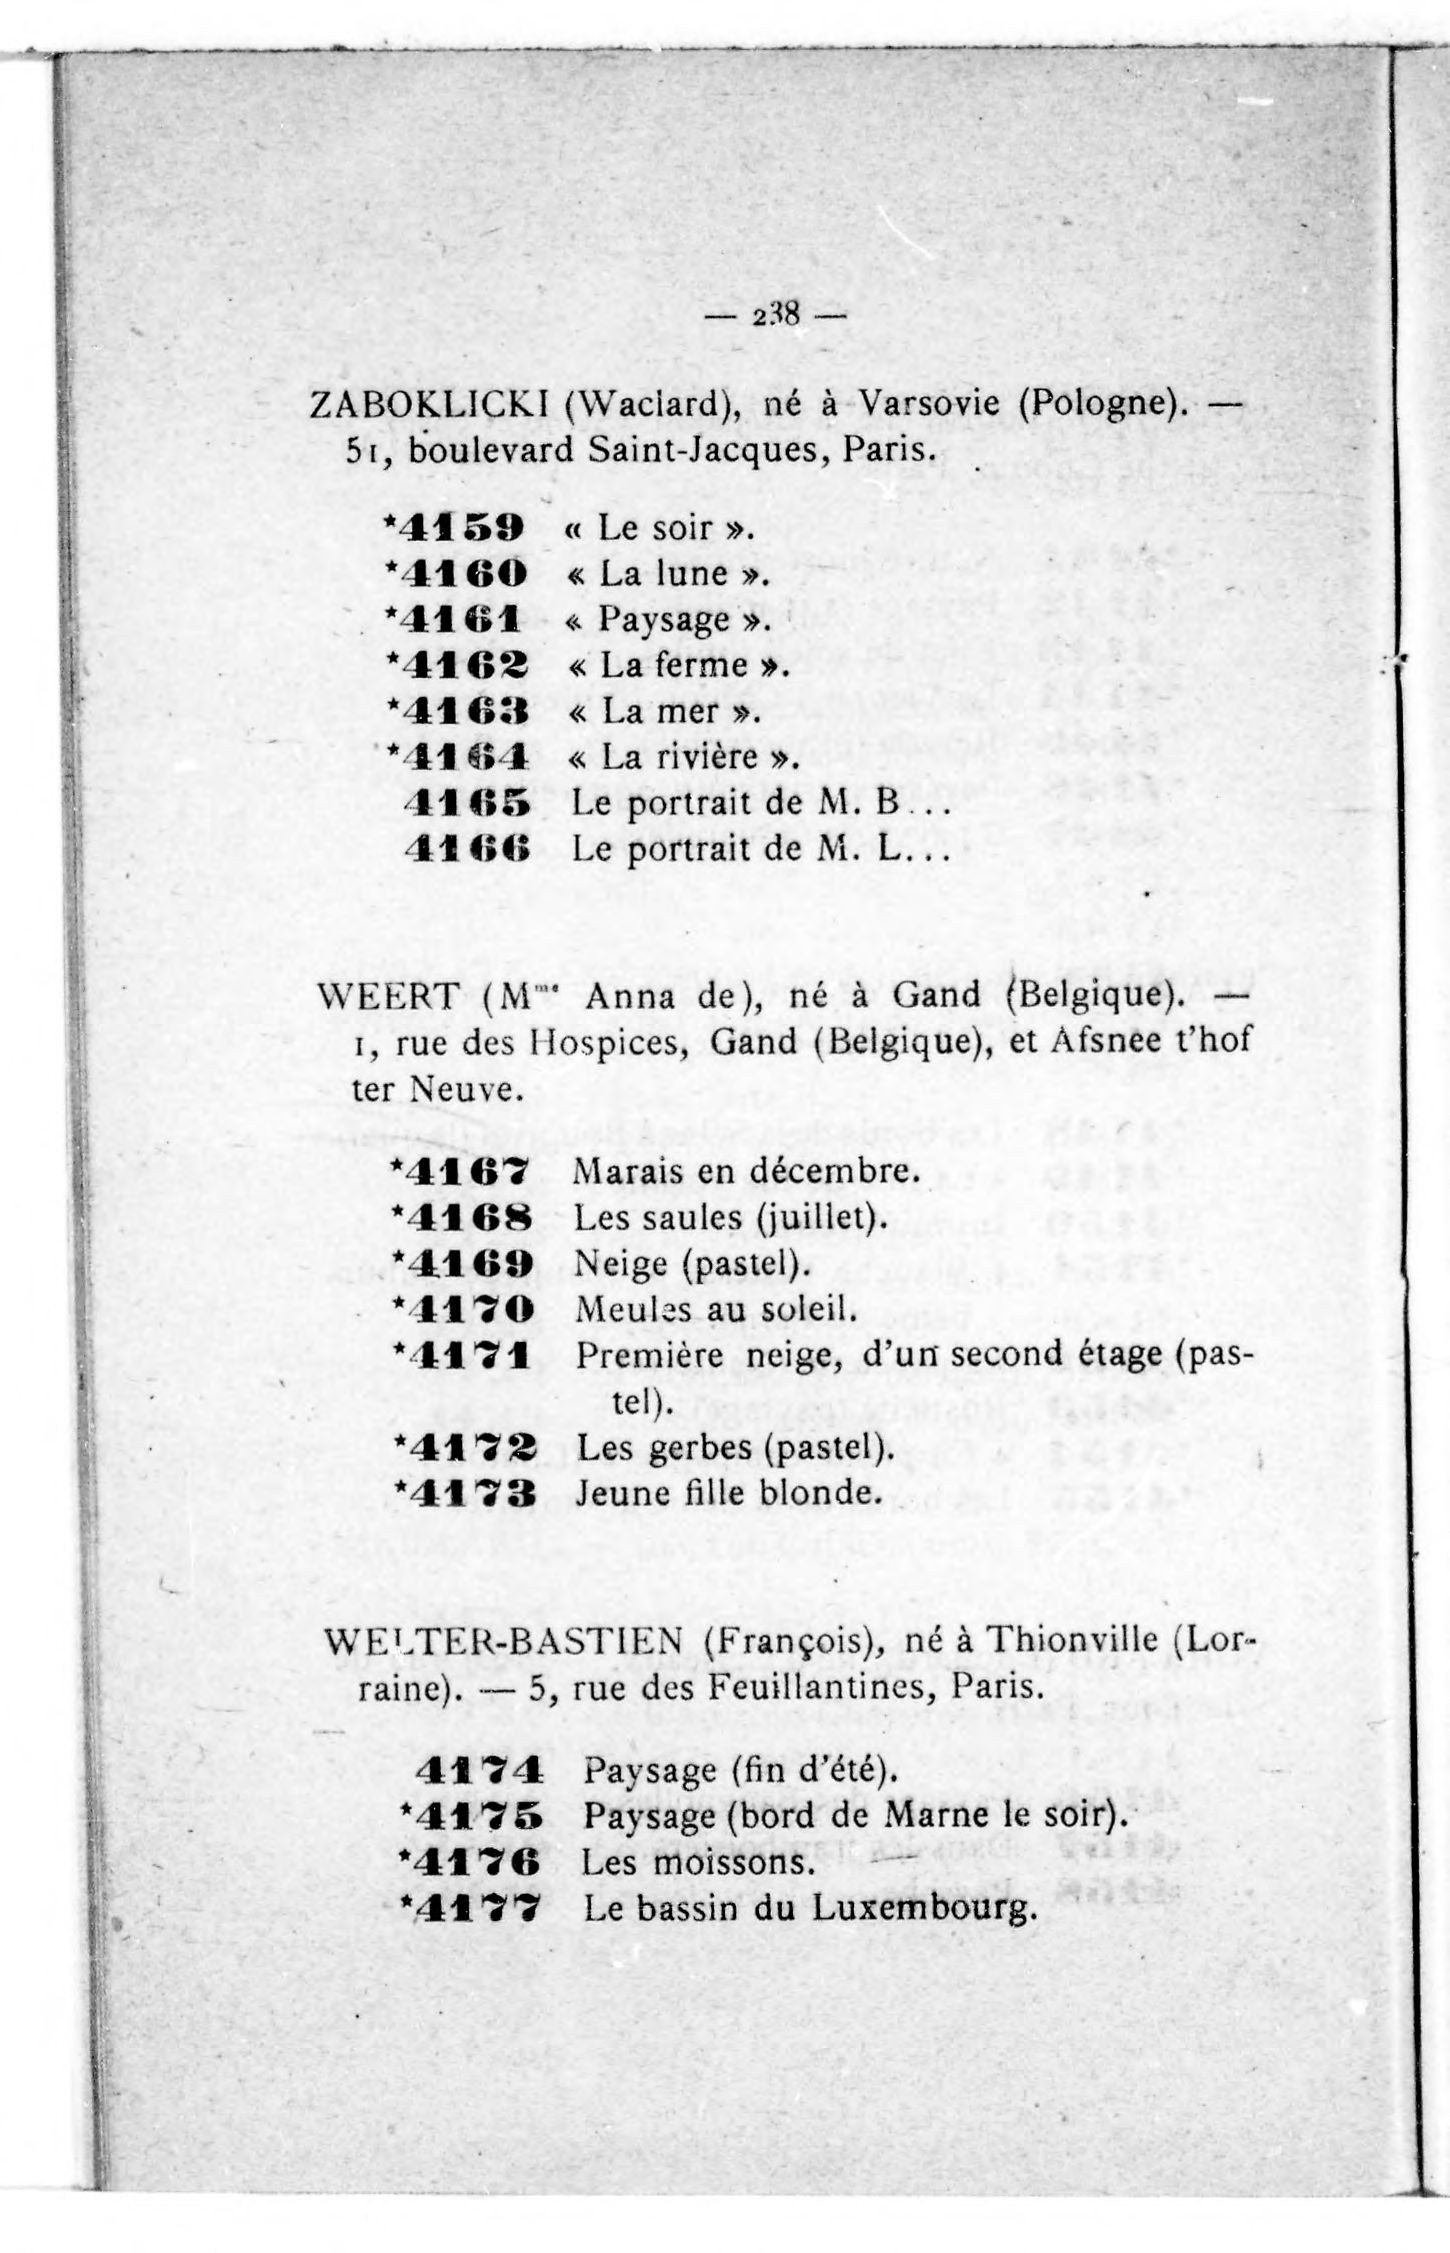 — 238 —
ZABOKLICKI (Waclard), né à Varsovie (Pologne). —
51, boulevard Saint-Jacques, Paris.
*4159 « Le soir ».
*4160 « La lune ».
*4161 « Paysage ».
*4162 « La ferme ».
*4163 « La mer ».
*4164 « La rivière ».
4165 Le portrait de M. B...
4166 Le portrait de M. L...
WEERT (Mme Anna de), né à Gand (Belgique). —
1, rue des Hospices, Gand (Belgique), et Afsnee t'hof
ter Neuve.
*4167 Marais en décembre.
*4168 Les saules (juillet).
*4169 Neige (pastel).
*4170 Meules au soleil.
*4171 Première neige, d'un second étage (pas-
tel).
*4172 Les gerbes (pastel).
*4173 Jeune fille blonde.
WELTER-BASTIEN (François), né à Thionville (Lor-
raine). — 5, rue des Feuillantines, Paris.
4174 Paysage (fin d'été).
*4175 Paysage (bord de Marne le soir).
*4176 Les moissons.
*4177 Le bassin du Luxembourg.